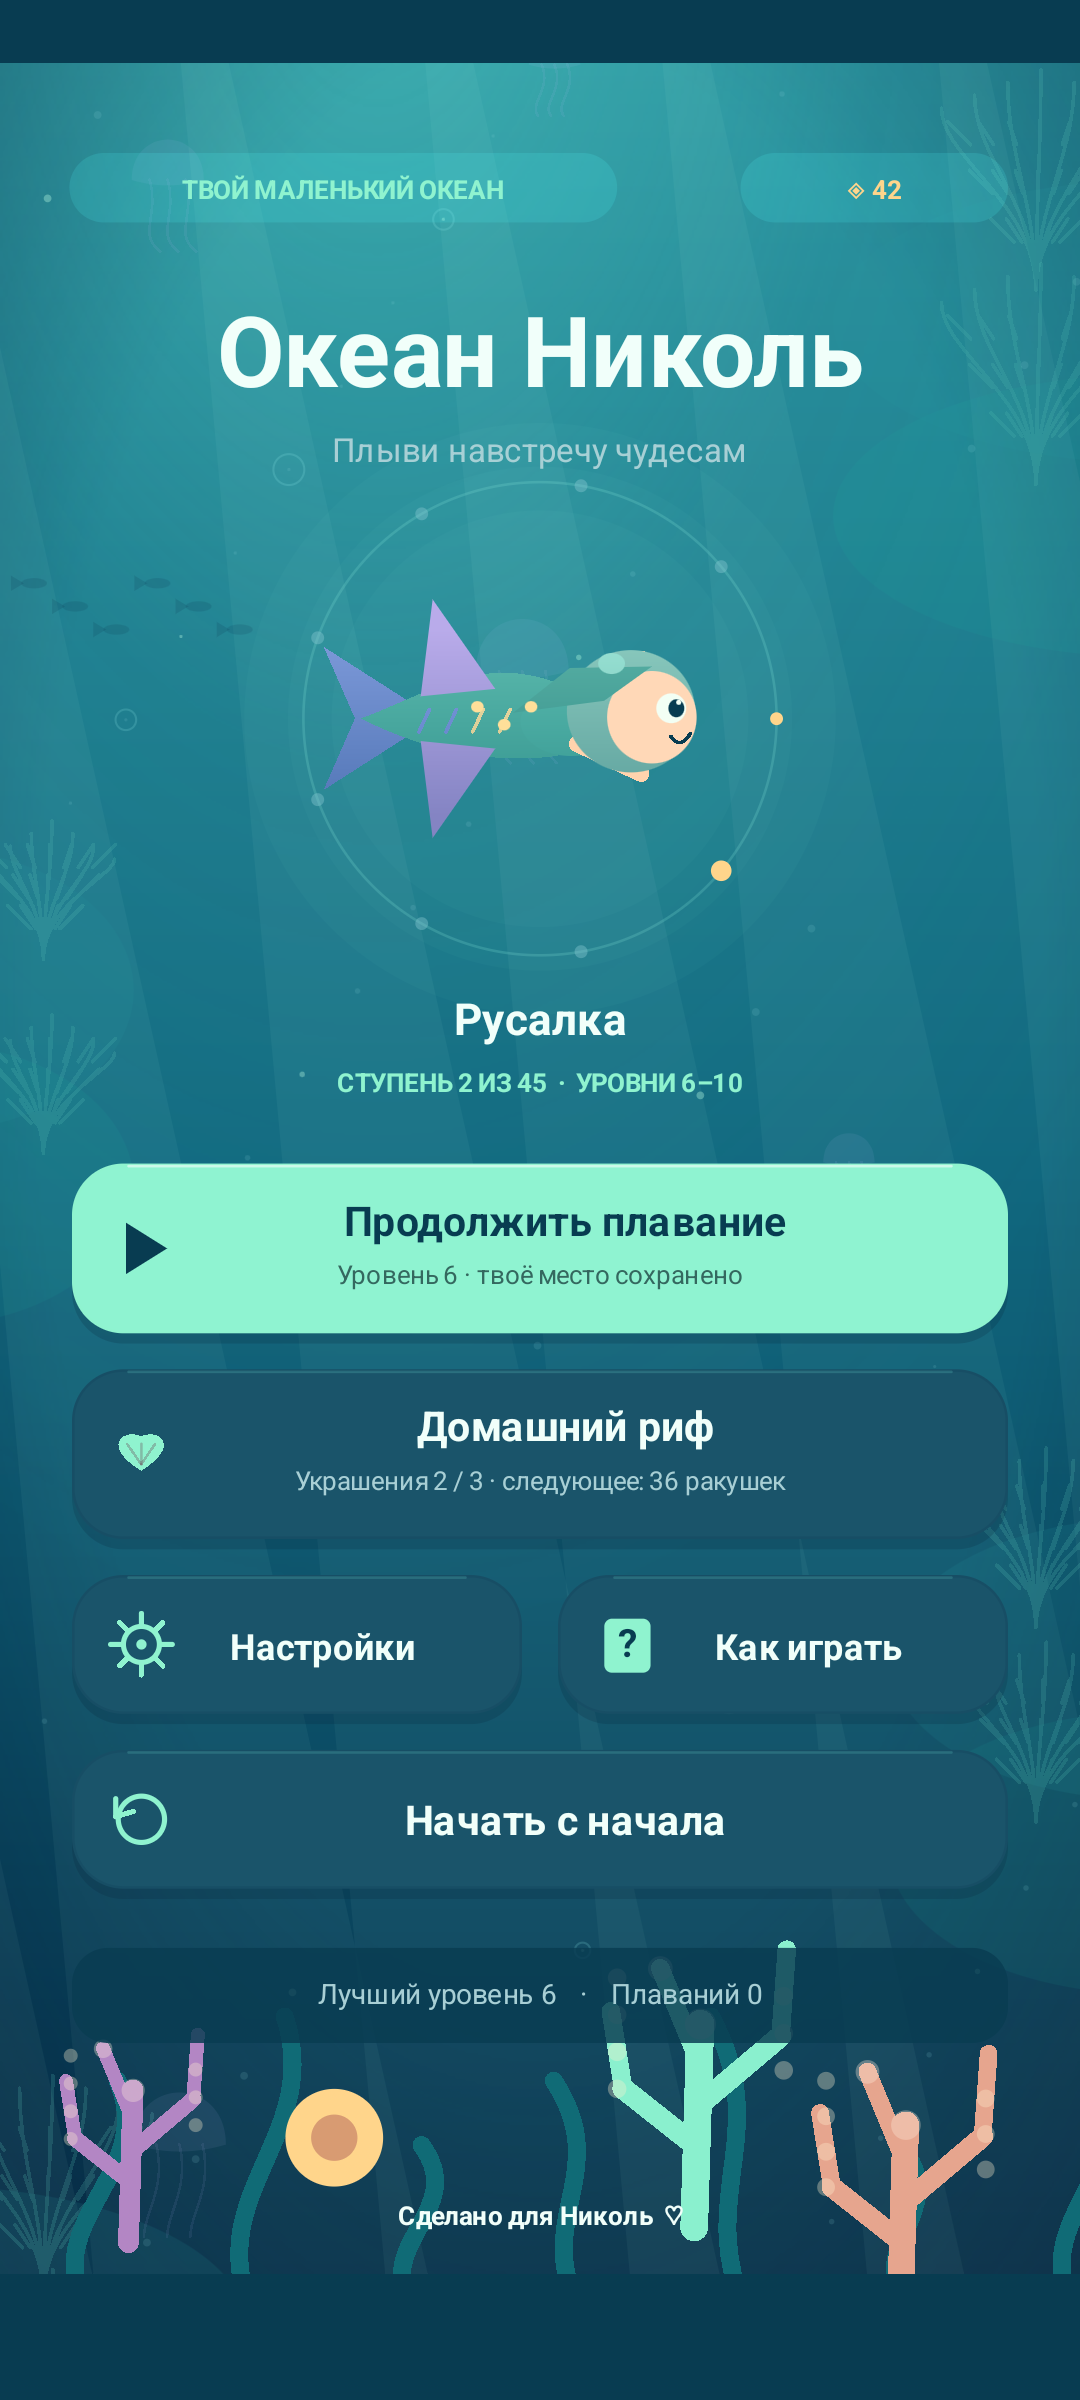 ТВОЙ МАЛЕНЬКИЙ ОКЕАН
42
Океан Николь
Плыви навстречу чудесам
Русалка
СТУПЕНЬ 2 ИЗ 45 · УРОВНИ 6–10
Продолжить плавание
Уровень 6 · твоё место сохранено
Домашний риф
Украшения 2 / 3 · следующее: 36 ракушек
Настройки
? Как играть
Начать с начала
Лучший уровень 6 · Плаваний 0
Сделано для Николь ♡